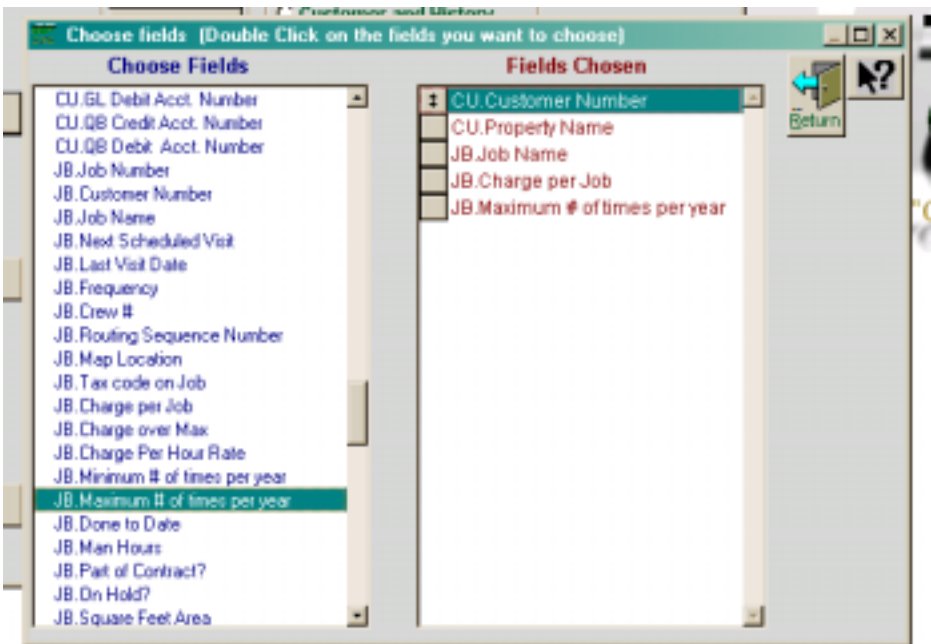 Customer and History
Choose fields (Double Click on the fields you want to choose)
Choose Fields
CU.GL Debit Acct. Number
CU.QB Credit Acct. Number
CU.QB Debit Acct. Number
JB.Job Number
JB.Customer Number
JB.Job Name
JB.Next Scheduled Visit
JB.Last Visit Date
JB.Frequency
JB.Crew #
JB.Routing Sequence Number
JB.Map Location
JB.Tax code on Job
JB.Charge per Job
JB.Charge over Max
JB.Charge Per Hour Rate
JB.Minimum # of times per year
JB.Maximum # of times per year
JB.Done to Date
JB.Man Hours
JB.Part of Contract?
JB.On Hold?
JB.Square Feet Area
Fields Chosen
CU.Customer Number
CU.Property Name
JB.Job Name
JB.Charge per Job
JB.Maximum # of times per year
Return